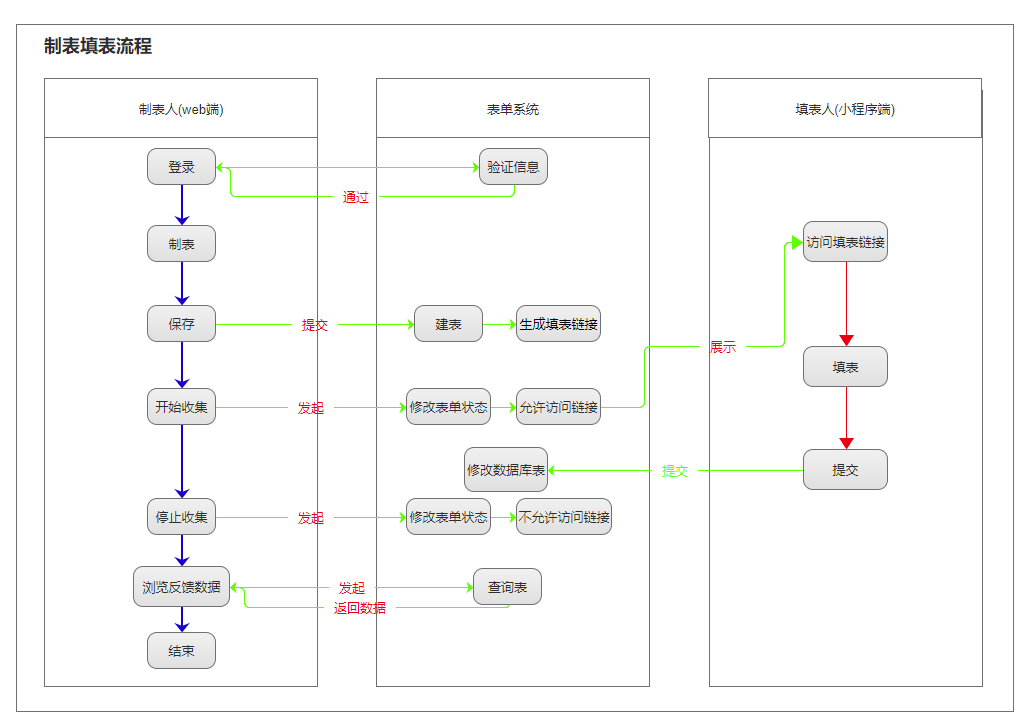 制表填表流程
制表人(web端)
表单系统
填表人(小程序端)
登录
验证信息
通过
制表
访问填表链接
保存
提交
建表
生成填表链接
展示
填表
开始收集
发起
修改表单状态
允许访问链接
修改数据库表
提交
提交
停止收集
发起
修改表单状态
不允许访问链接
浏览反馈数据
发起
查询表
返回数据
结束